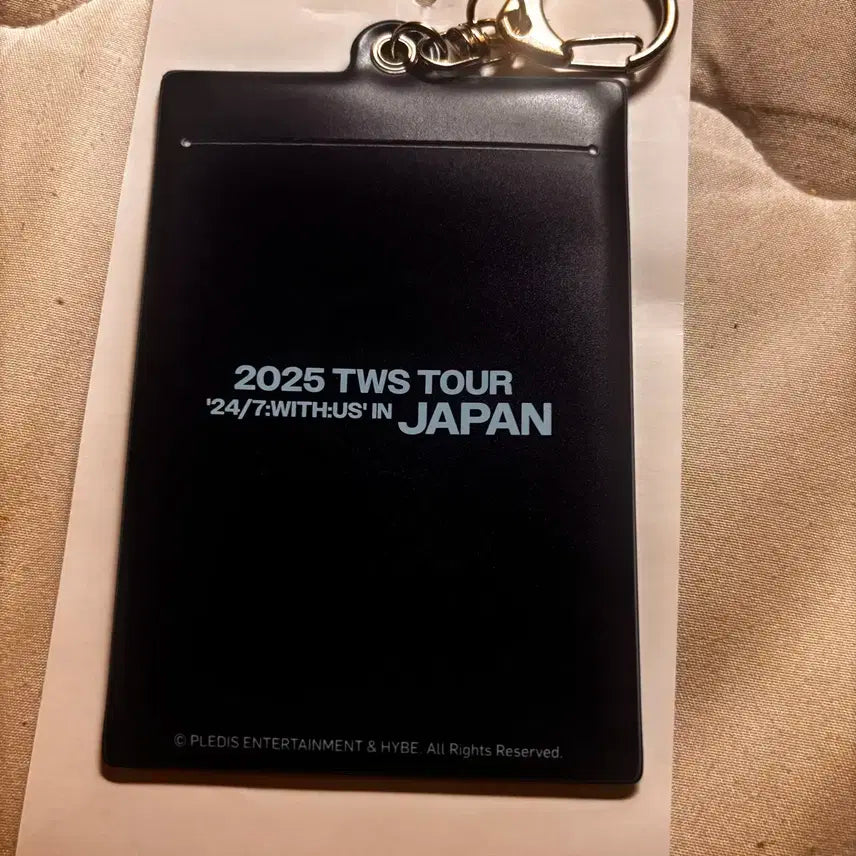 2025 TWS TOUR
'24/7:WITH:US' IN JAPAN
© PLEDIS ENTERTAINMENT & HYBE. All Rights Reserved.